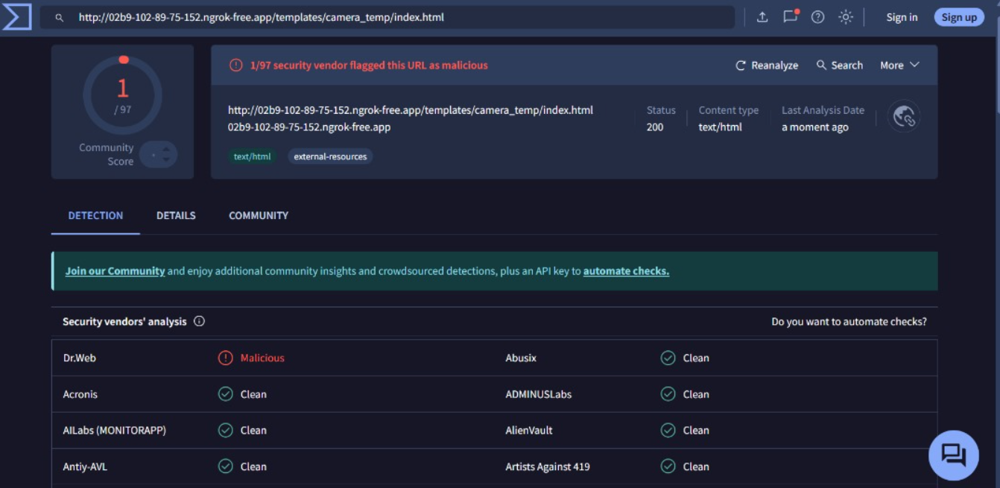 http://02b9-102-89-75-152.ngrok-free.app/templates/camera_temp/index.html
Sign in
Sign up
1
/ 97
Community
Score
1/97 security vendor flagged this URL as malicious
Reanalyze
Search
More
http://02b9-102-89-75-152.ngrok-free.app/templates/camera_temp/index.html
02b9-102-89-75-152.ngrok-free.app
Status
200
Content type
text/html
Last Analysis Date
a moment ago
text/html
external-resources
DETECTION
DETAILS
COMMUNITY
Join our Community and enjoy additional community insights and crowdsourced detections, plus an API key to automate checks.
Security vendors' analysis
Do you want to automate checks?
Dr.Web
Malicious
Abusix
Clean
Acronis
Clean
ADMINUSLabs
Clean
AILabs (MONITORAPP)
Clean
AlienVault
Clean
Antiy-AVL
Clean
Artists Against 419
Clean